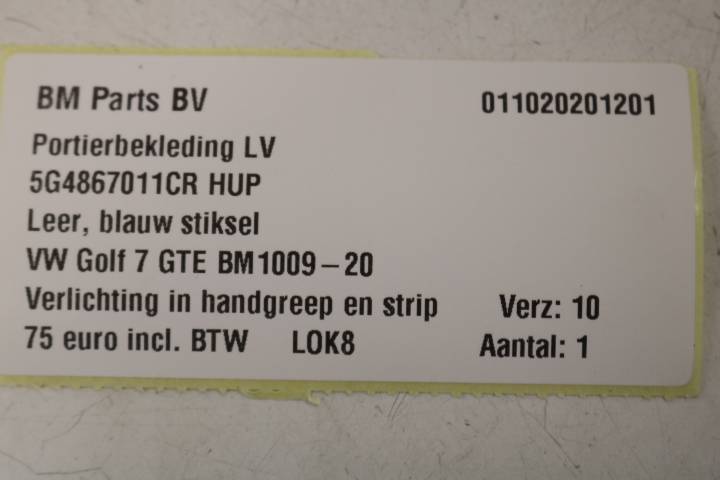 BM Parts BV 011020201201
Portierbekleding LV
5G4867011CR HUP
Leer, blauw stiksel
VW Golf 7 GTE BM1009-20
Verlichting in handgreep en strip Verz: 10
75 euro incl. BTW LOK8 Aantal: 1